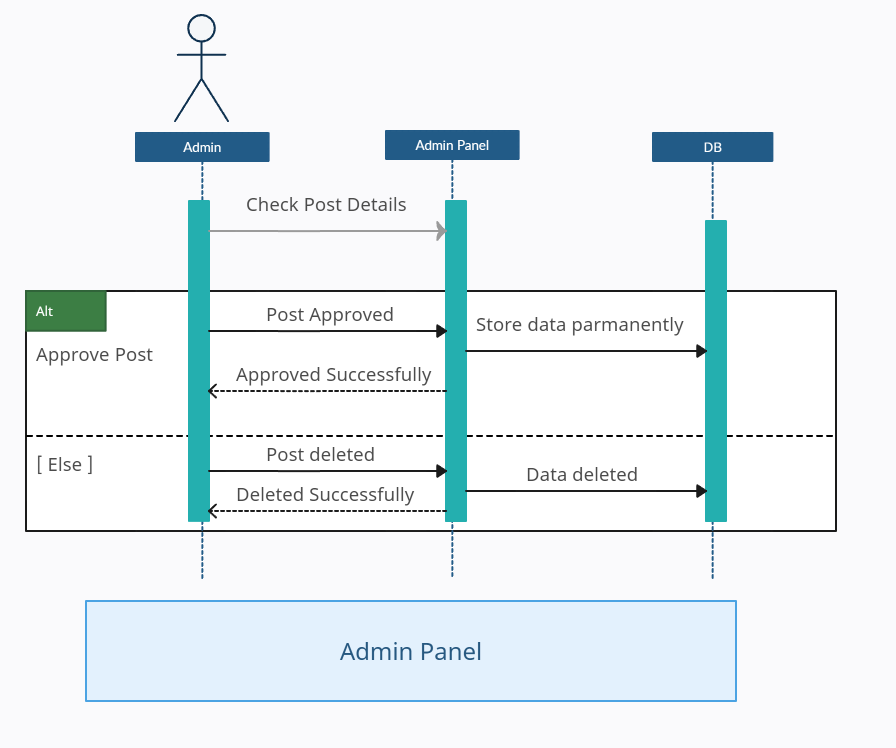 Admin
Admin Panel
DB
Check Post Details
Alt
Post Approved
Store data parmanently
Approve Post
Approved Successfully
[ Else ]
Post deleted
Data deleted
Deleted Successfully
Admin Panel